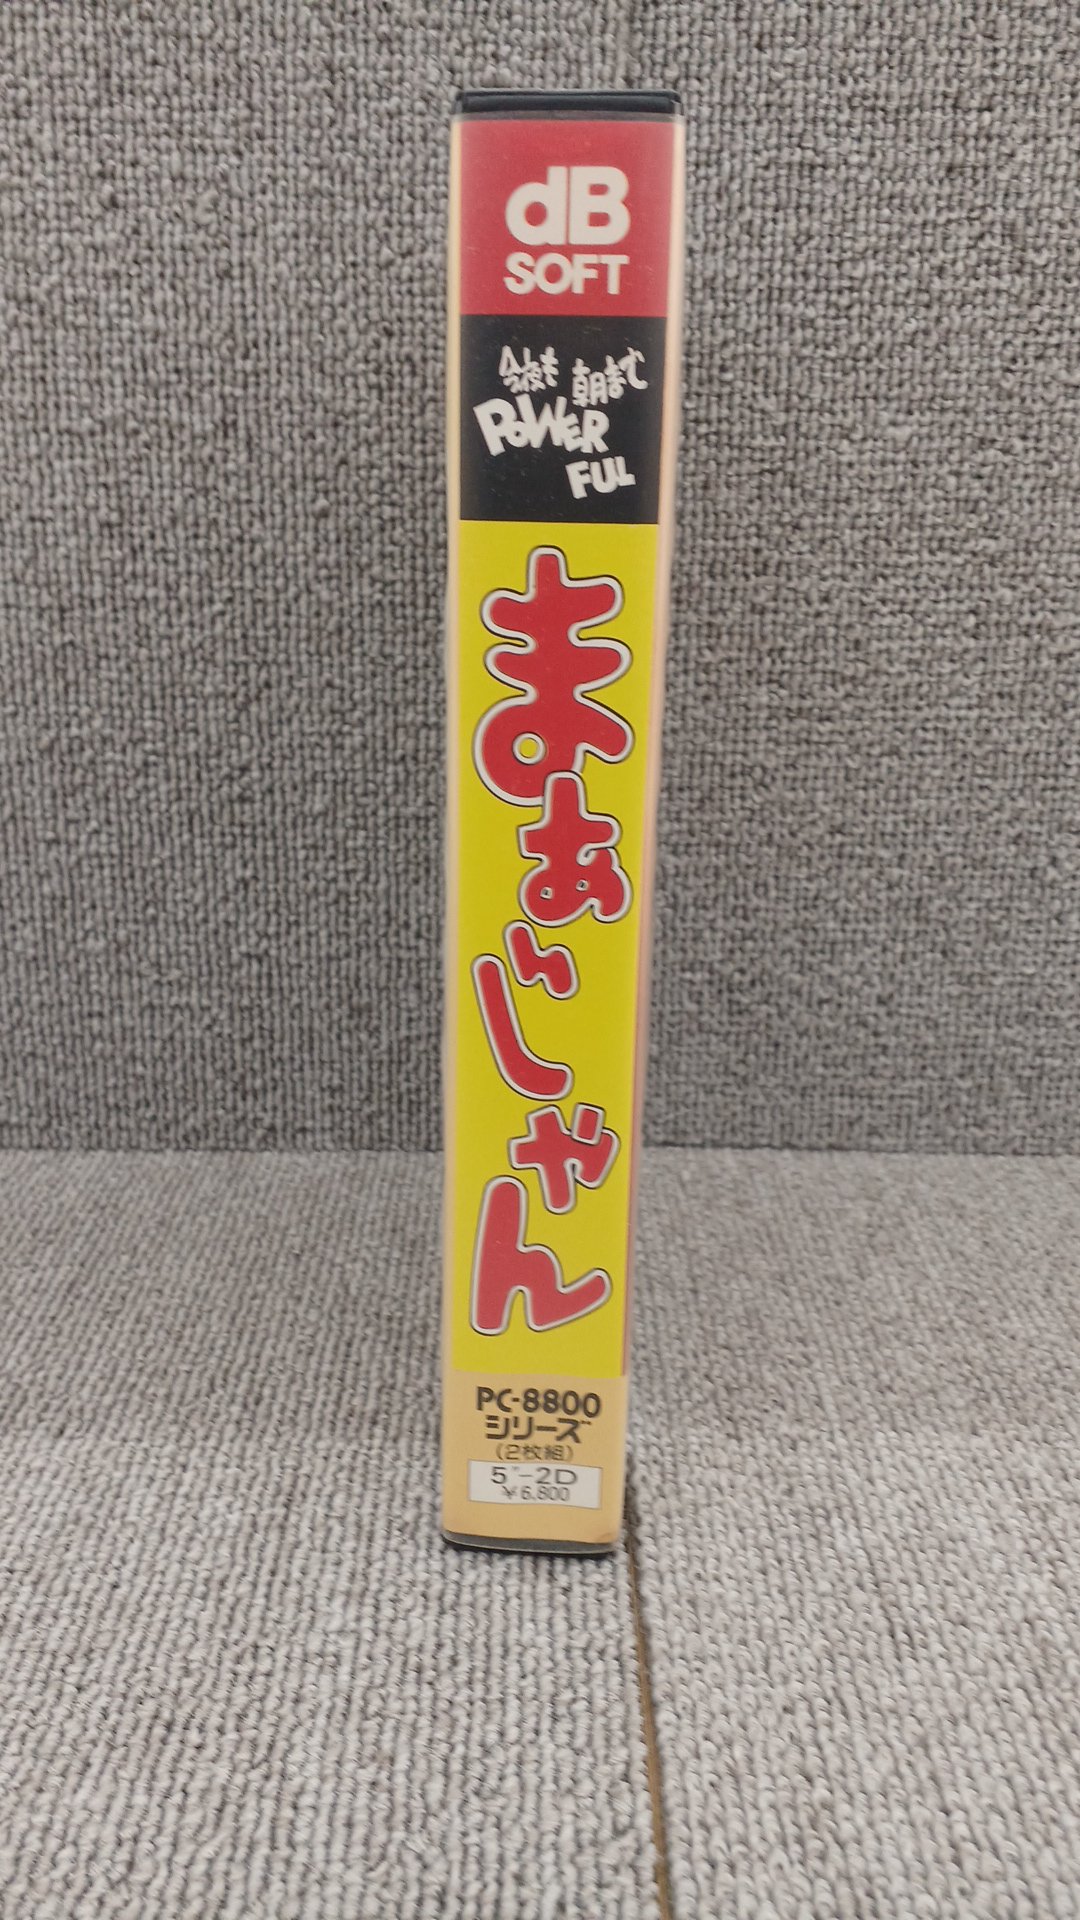 dB
SOFT
今夜も朝まで
POWER
FUL
まぁじゃん
PC-8800
シリーズ
(2枚組)
5"-2D
¥6,800